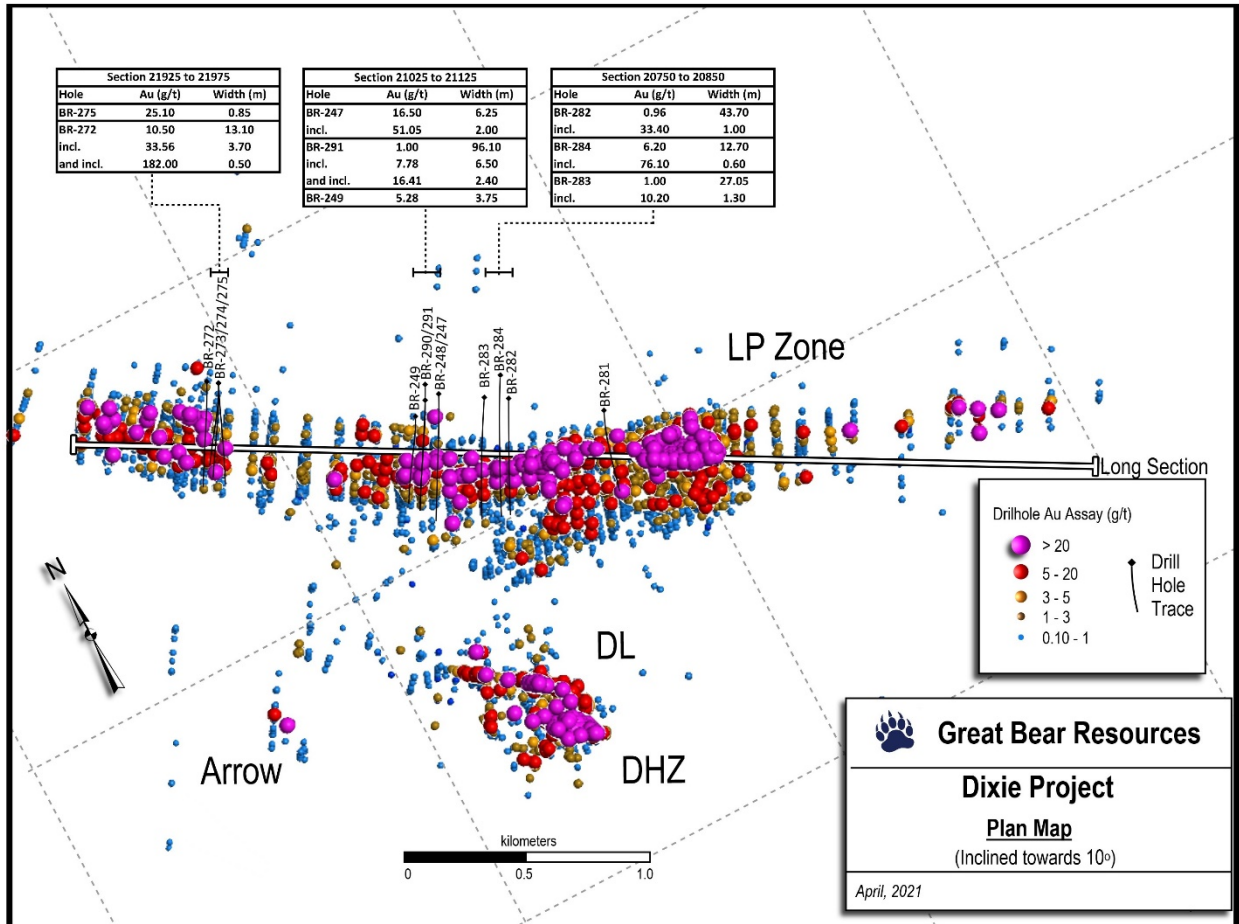 Section 21925 to 21975
Hole Au (g/t) Width (m)
BR-275 25.10 0.85
BR-272 10.50 13.10
incl. 33.56 3.70
and incl. 182.00 0.50
Section 21025 to 21125
Hole Au (g/t) Width (m)
BR-247 16.50 6.25
incl. 51.05 2.00
BR-291 1.00 96.10
incl. 7.78 6.50
and incl. 16.41 2.40
BR-249 5.28 3.75
Section 20750 to 20850
Hole Au (g/t) Width (m)
BR-282 0.96 43.70
incl. 33.40 1.00
BR-284 6.20 12.70
incl. 76.10 0.60
BR-283 1.00 27.05
incl. 10.20 1.30
BR-272
BR-273/274/275
BR-249
BR-290/291
BR-248/247
BR-283
BR-284
BR-282
BR-281
LP Zone
Long Section
N
DL
DHZ
Arrow
Drilhole Au Assay (g/t)
> 20
5 - 20
3 - 5
1 - 3
0.10 - 1
Drill
Hole
Trace
kilometers
0 0.5 1.0
Great Bear Resources
Dixie Project
Plan Map
(Inclined towards 10º)
April, 2021